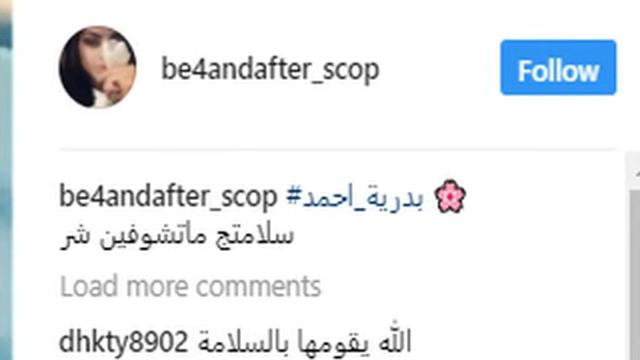 be4andafter_scop
Follow
be4andafter_scop #بدرية_احمد 🌸
سلامتج ماتشوفين شر
Load more comments
dhkty8902 الله يقومها بالسلامة